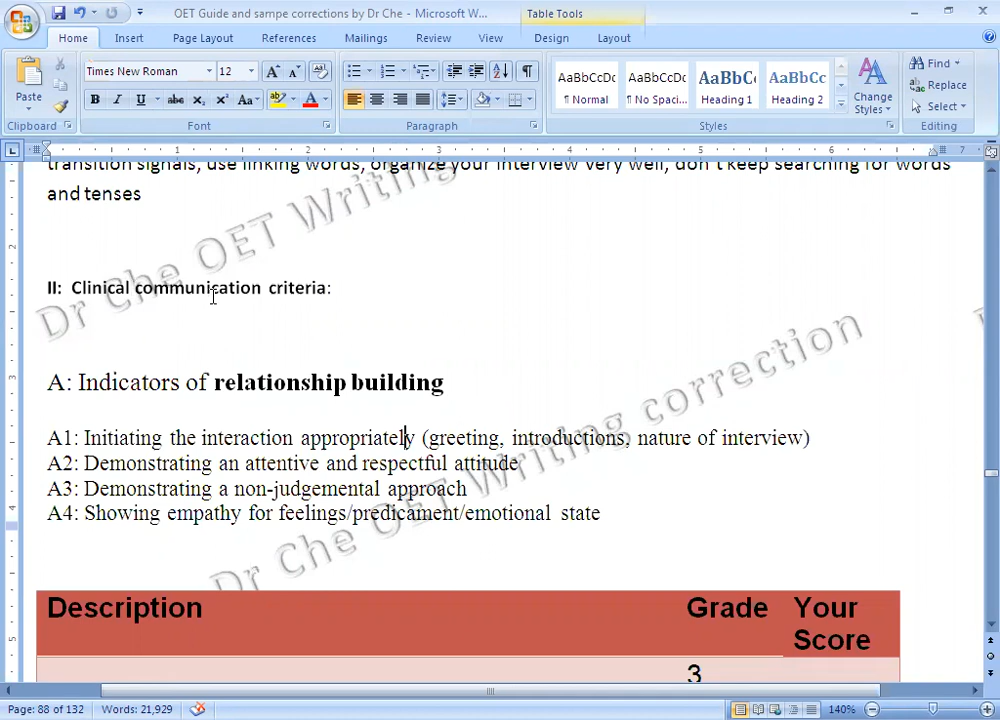 OET Guide and sampe corrections by Dr Che - Microsoft W...
Table Tools
Home Insert Page Layout References Mailings Review View Design Layout
Paste
Times New Roman 12
AaBbCcDc AaBbCcDc AaBbC AaBbCc
¶ Normal ¶ No Spaci... Heading 1 Heading 2
Change Styles
Find
Replace
Select
Clipboard Font Paragraph Styles Editing
transition signals, use linking words, organize your interview very well, don't keep searching for words
and tenses
II: Clinical communication criteria:
A: Indicators of relationship building
A1: Initiating the interaction appropriately (greeting, introductions, nature of interview)
A2: Demonstrating an attentive and respectful attitude
A3: Demonstrating a non-judgemental approach
A4: Showing empathy for feelings/predicament/emotional state
Description Grade Your
Score
3
Dr Che OET Writing
Dr Che OET Writing correction
Page: 88 of 132 Words: 21,929 140%